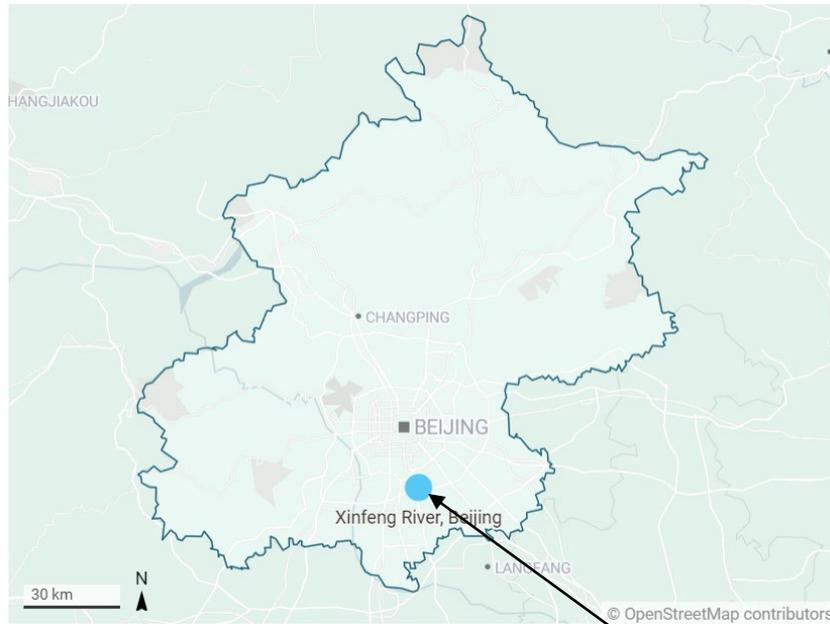 HANGJIAKOU
CHANGPING
BEIJING
Xinfeng River, Beijing
LANGFANG
30 km
N
© OpenStreetMap contributors